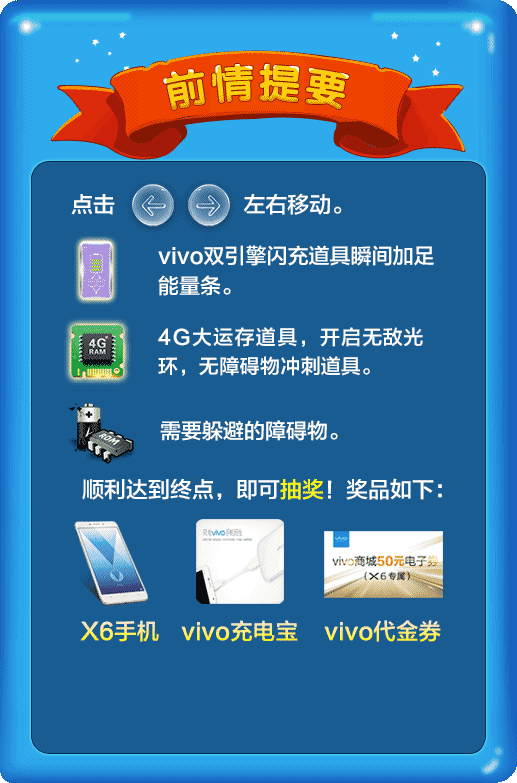 前情提要
点击 ← → 左右移动。
vivo双引擎闪充道具瞬间加足
能量条。
4G
RAM
4G大运存道具，开启无敌光
环，无障碍物冲刺道具。
ROM
需要躲避的障碍物。
顺利达到终点，即可抽奖！奖品如下：
vivo
vivo商城50元电子券
（X6专属）
X6手机 vivo充电宝 vivo代金券